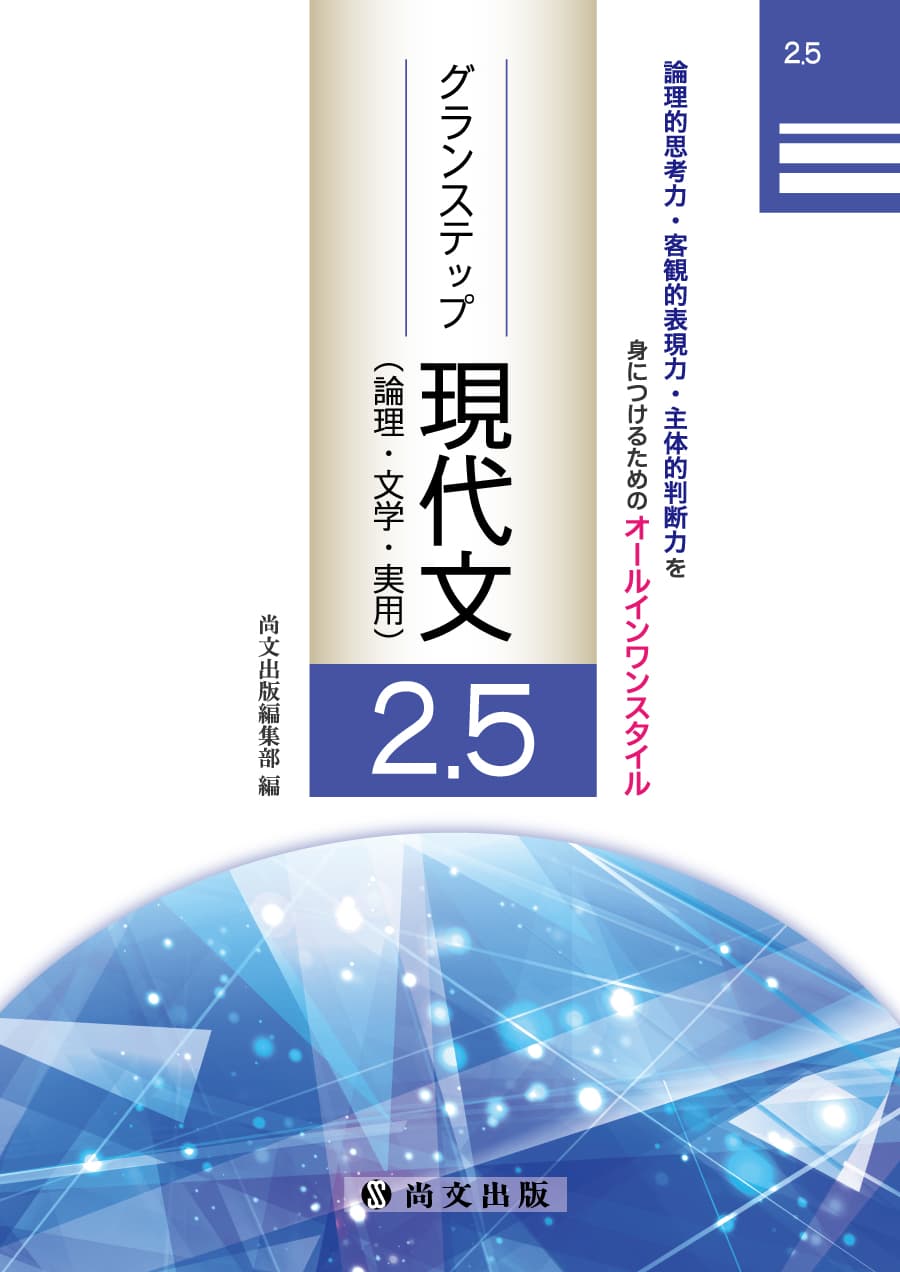 2.5
論理的思考力・客観的表現力・主体的判断力を
身につけるためのオールインワンスタイル
グランステップ
現代文
（論理・文学・実用）
2.5
尚文出版編集部 編
尚文出版